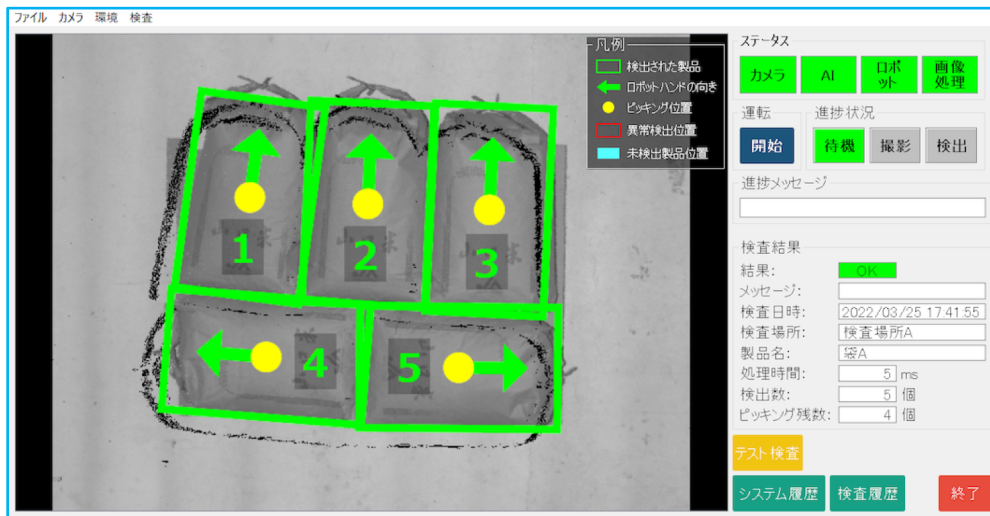 ファイル カメラ 環境 検査
凡例
検出された製品
ロボットハンドの向き
ピッキング位置
異常検出位置
未検出製品位置
1
2
3
4
5
ステータス
カメラ
AI
ロボ
ット
画像
処理
運転
開始
進捗状況
待機 撮影 検出
進捗メッセージ
検査結果
結果: OK
メッセージ:
検査日時: 2022/03/25 17:41:55
検査場所: 検査場所A
製品名: 袋A
処理時間: 5 ms
検出数: 5 個
ピッキング残数: 4 個
テスト検査
システム履歴 検査履歴 終了